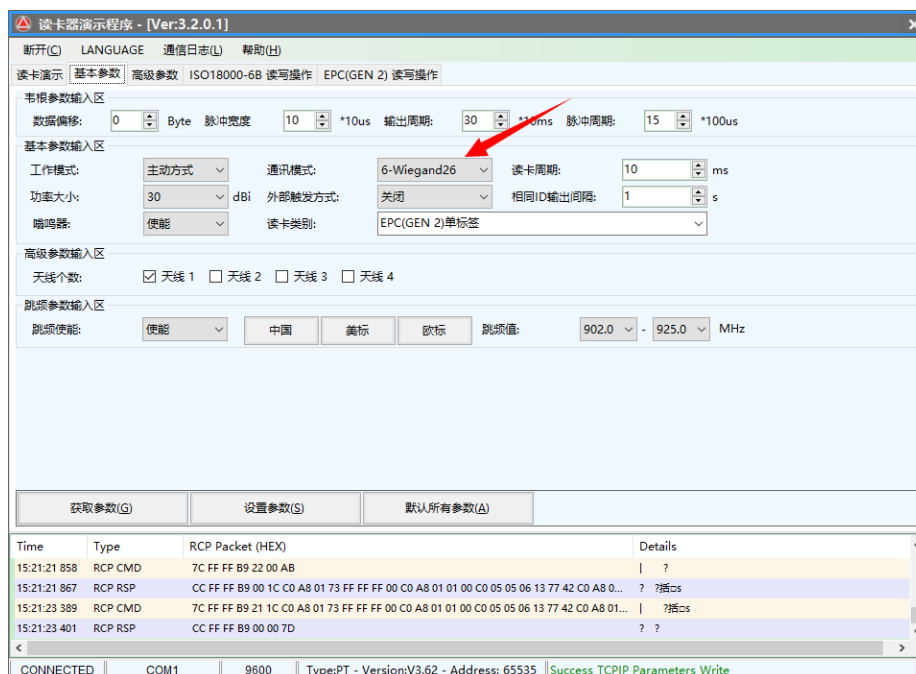 读卡器演示程序 - [Ver:3.2.0.1]
断开(C) LANGUAGE 通信日志(L) 帮助(H)
读卡演示 基本参数 高级参数 ISO18000-6B 读写操作 EPC(GEN 2) 读写操作
韦根参数输入区
数据偏移: 0 Byte 脉冲宽度 10 *10us 输出周期: 30 *10ms 脉冲周期: 15 *100us
基本参数输入区
工作模式: 主动方式 通讯模式: 6-Wiegand26 读卡周期: 10 ms
功率大小: 30 dBi 外部触发方式: 关闭 相同ID输出间隔: 1 s
嗡鸣器: 使能 读卡类别: EPC(GEN 2)单标签
高级参数输入区
天线个数: 天线 1 天线 2 天线 3 天线 4
跳频参数输入区
跳频使能: 使能 中国 美标 欧标 跳频值: 902.0 - 925.0 MHz
获取参数(G) 设置参数(S) 默认所有参数(A)
Time Type RCP Packet (HEX) Details
15:21:21 858 RCP CMD 7C FF FF B9 22 00 AB | ?
15:21:21 867 RCP RSP CC FF FF B9 00 1C C0 A8 01 73 FF FF FF 00 C0 A8 01 01 00 C0 05 05 06 13 77 42 C0 A8 0... ? ?括□s
15:21:23 389 RCP CMD 7C FF FF B9 21 1C C0 A8 01 73 FF FF FF 00 C0 A8 01 01 00 C0 05 05 06 13 77 42 C0 A8 01... | ?括□s
15:21:23 401 RCP RSP CC FF FF B9 00 00 7D ? ?
CONNECTED COM1 9600 Type:PT - Version:V3.62 - Address: 65535 Success TCPIP Parameters Write